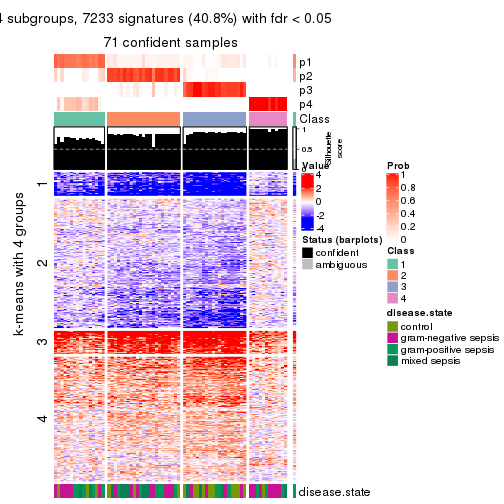 4 subgroups, 7233 signatures (40.8%) with fdr < 0.05
71 confident samples
p1
p2
p3
p4
Class
1
0.5
0
Silhouette
score
k-means with 4 groups
1
2
3
4
disease.state
Value
4
2
0
-2
-4
Status (barplots)
confident
ambiguous
Prob
1
0.8
0.6
0.4
0.2
0
Class
1
2
3
4
disease.state
control
gram-negative sepsis
gram-positive sepsis
mixed sepsis